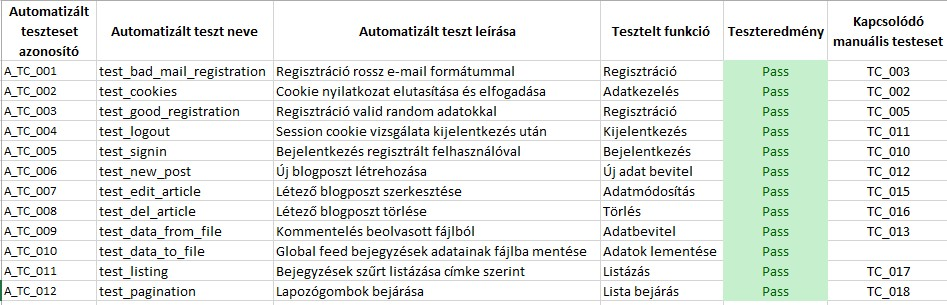 Automatizált teszteset azonosító | Automatizált teszt neve | Automatizált teszt leírása | Tesztelt funkció | Teszteredmény | Kapcsolódó manuális testeset
A_TC_001 | test_bad_mail_registration | Regisztráció rossz e-mail formátummal | Regisztráció | Pass | TC_003
A_TC_002 | test_cookies | Cookie nyilatkozat elutasítása és elfogadása | Adatkezelés | Pass | TC_002
A_TC_003 | test_good_registration | Regisztráció valid random adatokkal | Regisztráció | Pass | TC_005
A_TC_004 | test_logout | Session cookie vizsgálata kijelentkezés után | Kijelentkezés | Pass | TC_011
A_TC_005 | test_signin | Bejelentkezés regisztrált felhasználóval | Bejelentkezés | Pass | TC_010
A_TC_006 | test_new_post | Új blogposzt létrehozása | Új adat bevitel | Pass | TC_012
A_TC_007 | test_edit_article | Létező blogposzt szerkesztése | Adatmódosítás | Pass | TC_015
A_TC_008 | test_del_article | Létező blogposzt törlése | Törlés | Pass | TC_016
A_TC_009 | test_data_from_file | Kommentelés beolvasott fájlból | Adatbevitel | Pass | TC_013
A_TC_010 | test_data_to_file | Global feed bejegyzések adatainak fájlba mentése | Adatok lementése | Pass
A_TC_011 | test_listing | Bejegyzések szűrt listázása címke szerint | Listázás | Pass | TC_017
A_TC_012 | test_pagination | Lapozógombok bejárása | Lista bejárás | Pass | TC_018